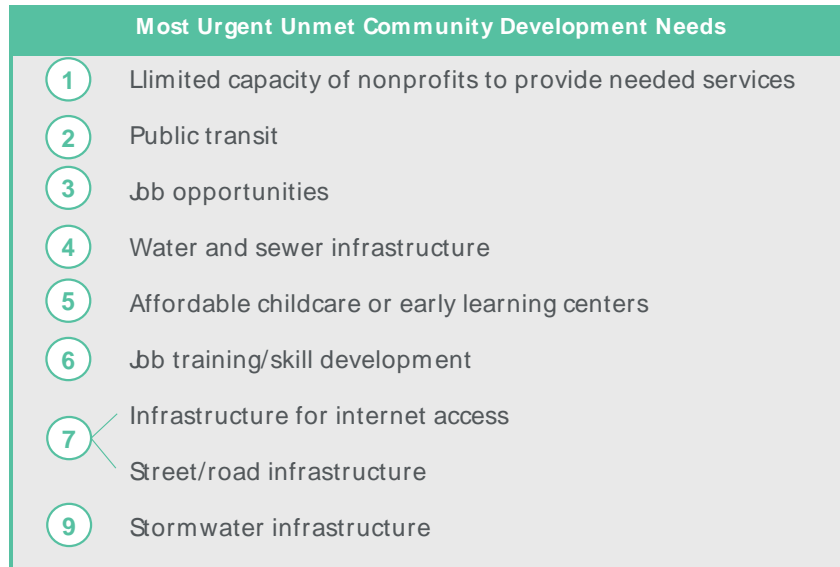 Most Urgent Unmet Community Development Needs
1 Llimited capacity of nonprofits to provide needed services
2 Public transit
3 Job opportunities
4 Water and sewer infrastructure
5 Affordable childcare or early learning centers
6 Job training/skill development
7 Infrastructure for internet access
Street/road infrastructure
9 Stormwater infrastructure